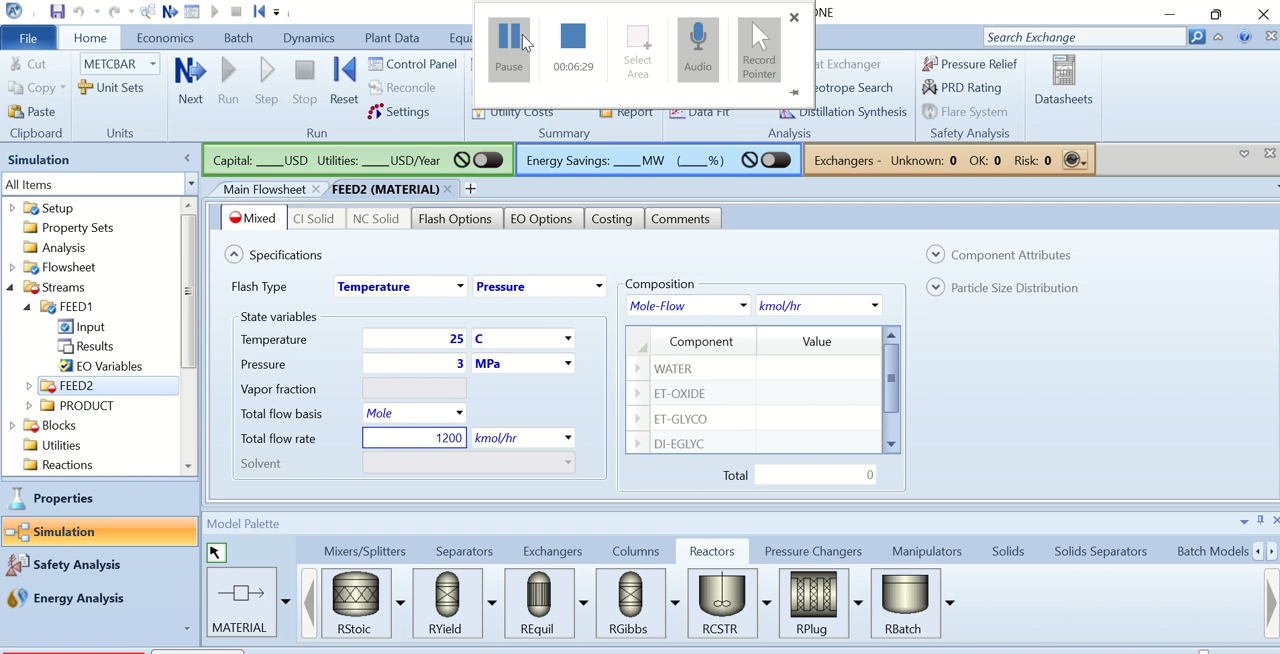 ONE
File
Home
Economics
Batch
Dynamics
Plant Data
Equa
Search Exchange
Pause
00:06:29
Select
Area
Audio
Record
Pointer
Cut
Copy
Paste
Clipboard
METCBAR
Unit Sets
Units
Next
Run
Step
Stop
Reset
Control Panel
Reconcile
Settings
Run
Utility Costs
Report
Summary
Data Fit
at Exchanger
eotrope Search
Distillation Synthesis
Analysis
Pressure Relief
PRD Rating
Flare System
Safety Analysis
Datasheets
Simulation
All Items
Setup
Property Sets
Analysis
Flowsheet
Streams
FEED1
Input
Results
EO Variables
FEED2
PRODUCT
Blocks
Utilities
Reactions
Properties
Simulation
Safety Analysis
Energy Analysis
Capital: ____USD Utilities: ____USD/Year
Energy Savings: ____MW (____%)
Exchangers - Unknown: 0 OK: 0 Risk: 0
Main Flowsheet
FEED2 (MATERIAL)
Mixed
CI Solid
NC Solid
Flash Options
EO Options
Costing
Comments
Specifications
Flash Type Temperature Pressure
State variables
Temperature 25 C
Pressure 3 MPa
Vapor fraction
Total flow basis Mole
Total flow rate 1200 kmol/hr
Solvent
Composition
Mole-Flow kmol/hr
Component Value
WATER
ET-OXIDE
ET-GLYCO
DI-EGLYC
Total 0
Component Attributes
Particle Size Distribution
Model Palette
Mixers/Splitters
Separators
Exchangers
Columns
Reactors
Pressure Changers
Manipulators
Solids
Solids Separators
Batch Models
MATERIAL
RStoic
RYield
REquil
RGibbs
RCSTR
RPlug
RBatch